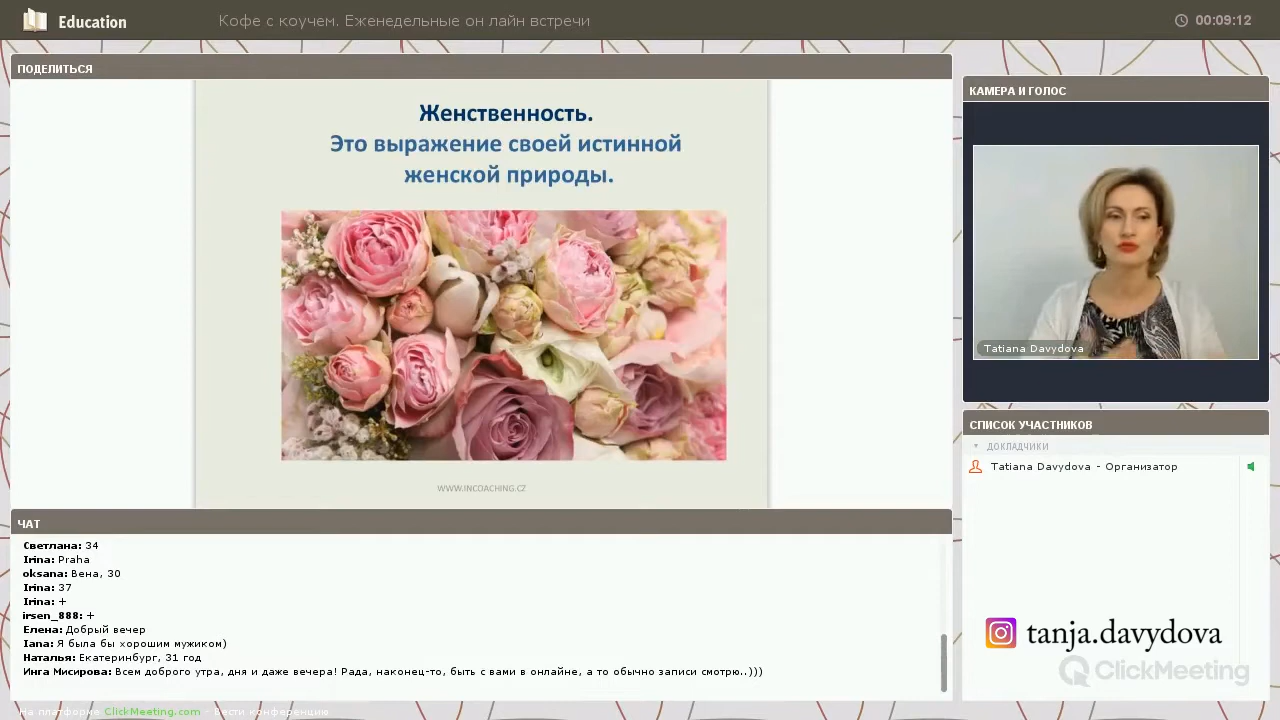 Education
Кофе с коучем. Еженедельные он лайн встречи
00:09:12
ПОДЕЛИТЬСЯ
Женственность.
Это выражение своей истинной
женской природы.
WWW.INCOACHING.CZ
КАМЕРА И ГОЛОС
Tatiana Davydova
СПИСОК УЧАСТНИКОВ
ДОКЛАДЧИКИ
Tatiana Davydova - Организатор
tanja.davydova
ClickMeeting
ЧАТ
Светлана: 34
Irina: Praha
oksana: Вена, 30
Irina: 37
Irina: +
irsen_888: +
Елена: Добрый вечер
Iana: Я была бы хорошим мужиком)
Наталья: Екатеринбург, 31 год
Инга Мисирова: Всем доброго утра, дня и даже вечера! Рада, наконец-то, быть с вами в онлайне, а то обычно записи смотрю..)))
На платформе ClickMeeting.com - Вести конференцию